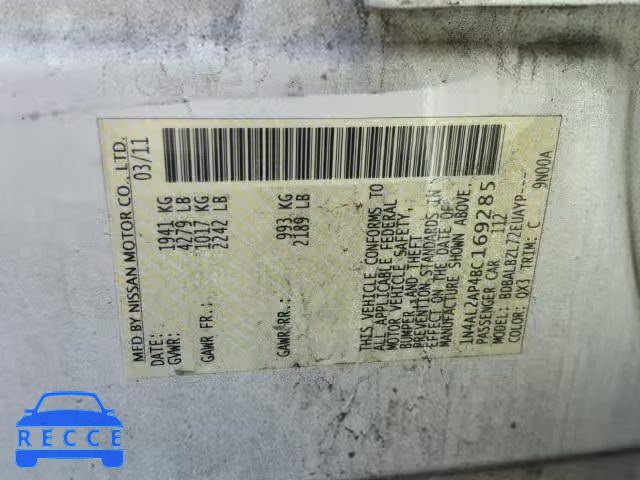 MFD BY NISSAN MOTOR CO., LTD.
DATE: 03/11
GVWR: 1941 KG
4279 LB
GAWR FR.: 1017 KG
2242 LB
GAWR RR.: 993 KG
2189 LB
THIS VEHICLE CONFORMS TO
ALL APPLICABLE FEDERAL
MOTOR VEHICLE SAFETY,
BUMPER, AND THEFT
PREVENTION STANDARDS IN
EFFECT ON THE DATE OF
MANUFACTURE SHOWN ABOVE.
1N4AL2AP4BC169285
PASSENGER CAR 112
MODEL: BDBALBZL72EUAYP----
COLOR: QX3 TRIM: C 9N00A
RECCE